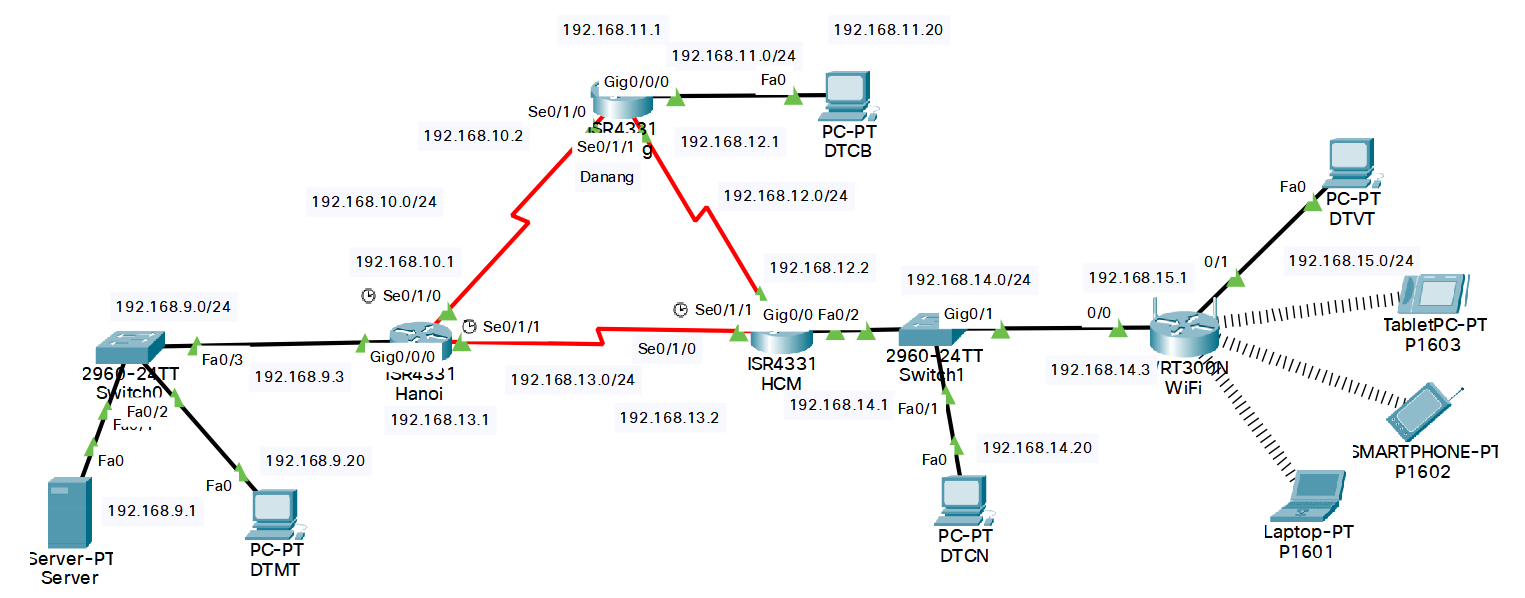 192.168.11.1
192.168.11.20
192.168.11.0/24
Gig0/0/0
Fa0
Se0/1/0
ISR4331
g
192.168.10.2
Se0/1/1
192.168.12.1
PC-PT
DTCB
Danang
192.168.10.0/24
192.168.12.0/24
Fa0
PC-PT
DTVT
192.168.10.1
192.168.12.2
0/1
192.168.15.0/24
192.168.14.0/24
192.168.15.1
Se0/1/0
192.168.9.0/24
Se0/1/1
Se0/1/1
Gig0/0
Fa0/2
Gig0/1
0/0
TabletPC-PT
P1603
Fa0/3
Gig0/0/0
Se0/1/0
2960-24TT
Switch0
192.168.9.3
ISR4331
Hanoi
192.168.13.0/24
ISR4331
HCM
2960-24TT
Switch1
192.168.14.3
WRT300N
WiFi
Fa0/2
Fa0/1
192.168.13.1
192.168.13.2
192.168.14.1
Fa0/1
Fa0
192.168.9.20
192.168.14.20
SMARTPHONE-PT
P1602
Fa0
Fa0
192.168.9.1
Server-PT
Server
PC-PT
DTMT
PC-PT
DTCN
Laptop-PT
P1601